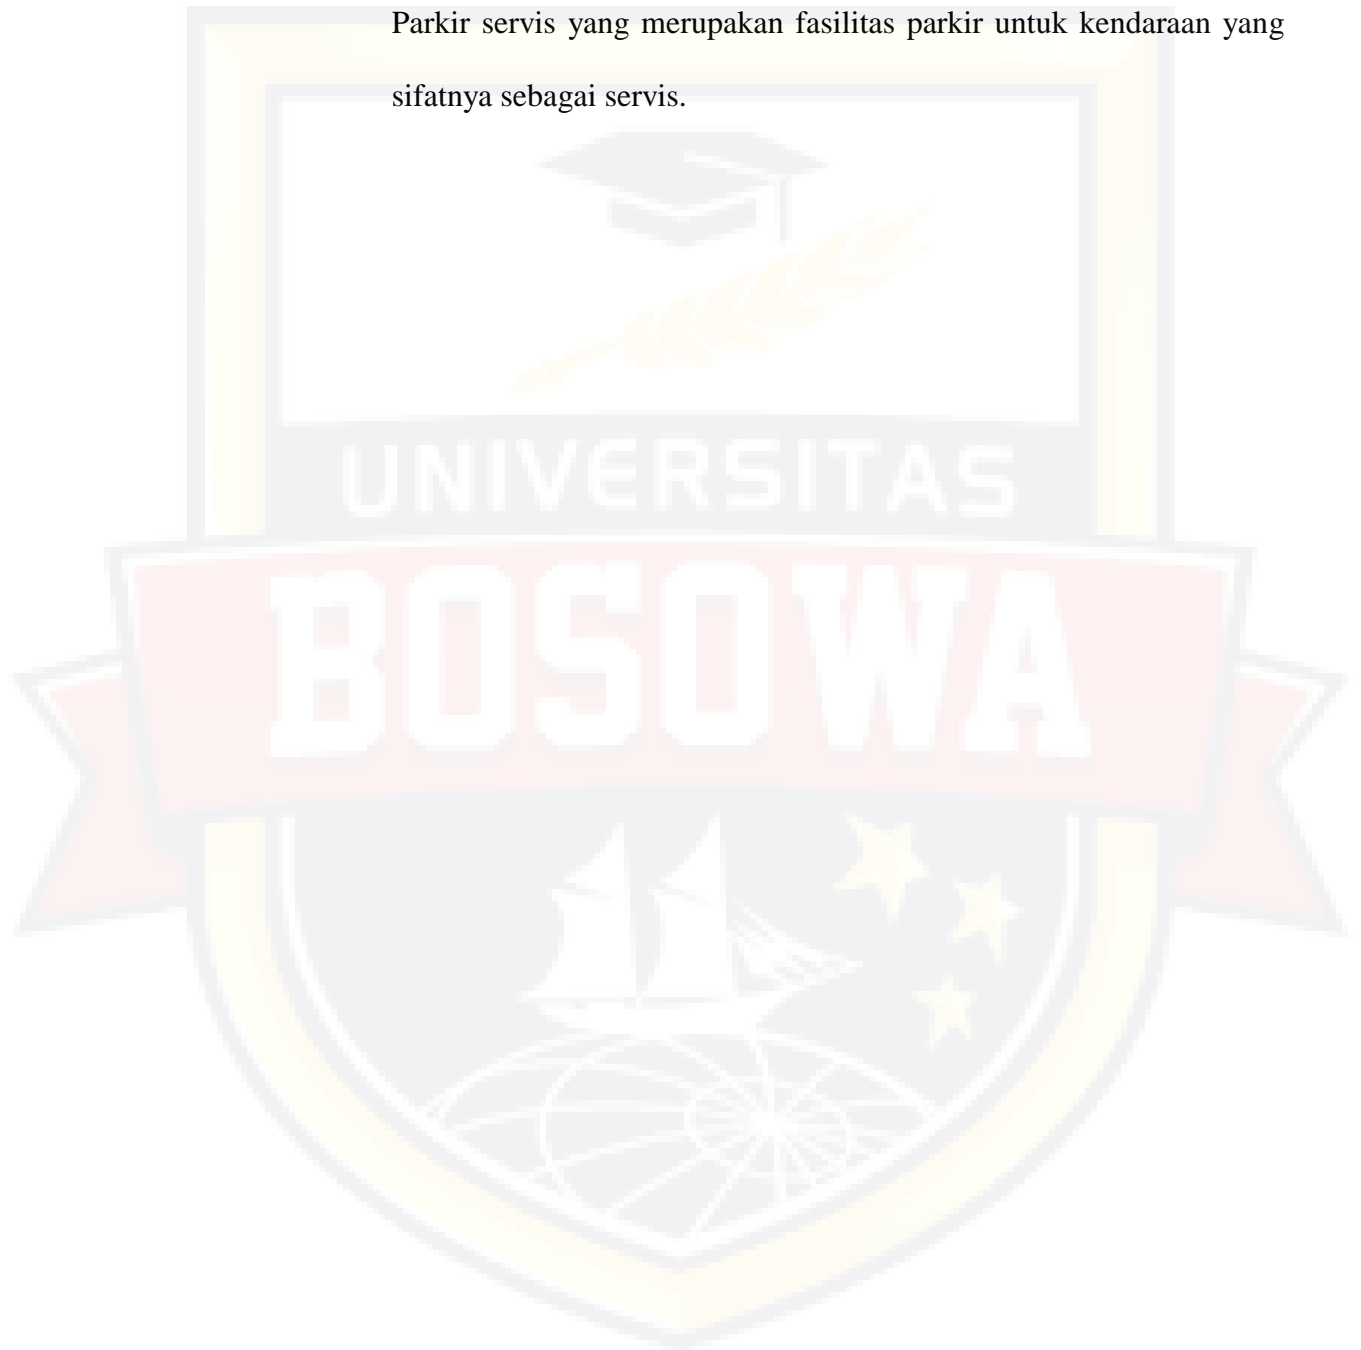 Parkir servis yang merupakan fasilitas parkir untuk kendaraan yang
sifatnya sebagai servis.
UNIVERSITAS
BOSOWA